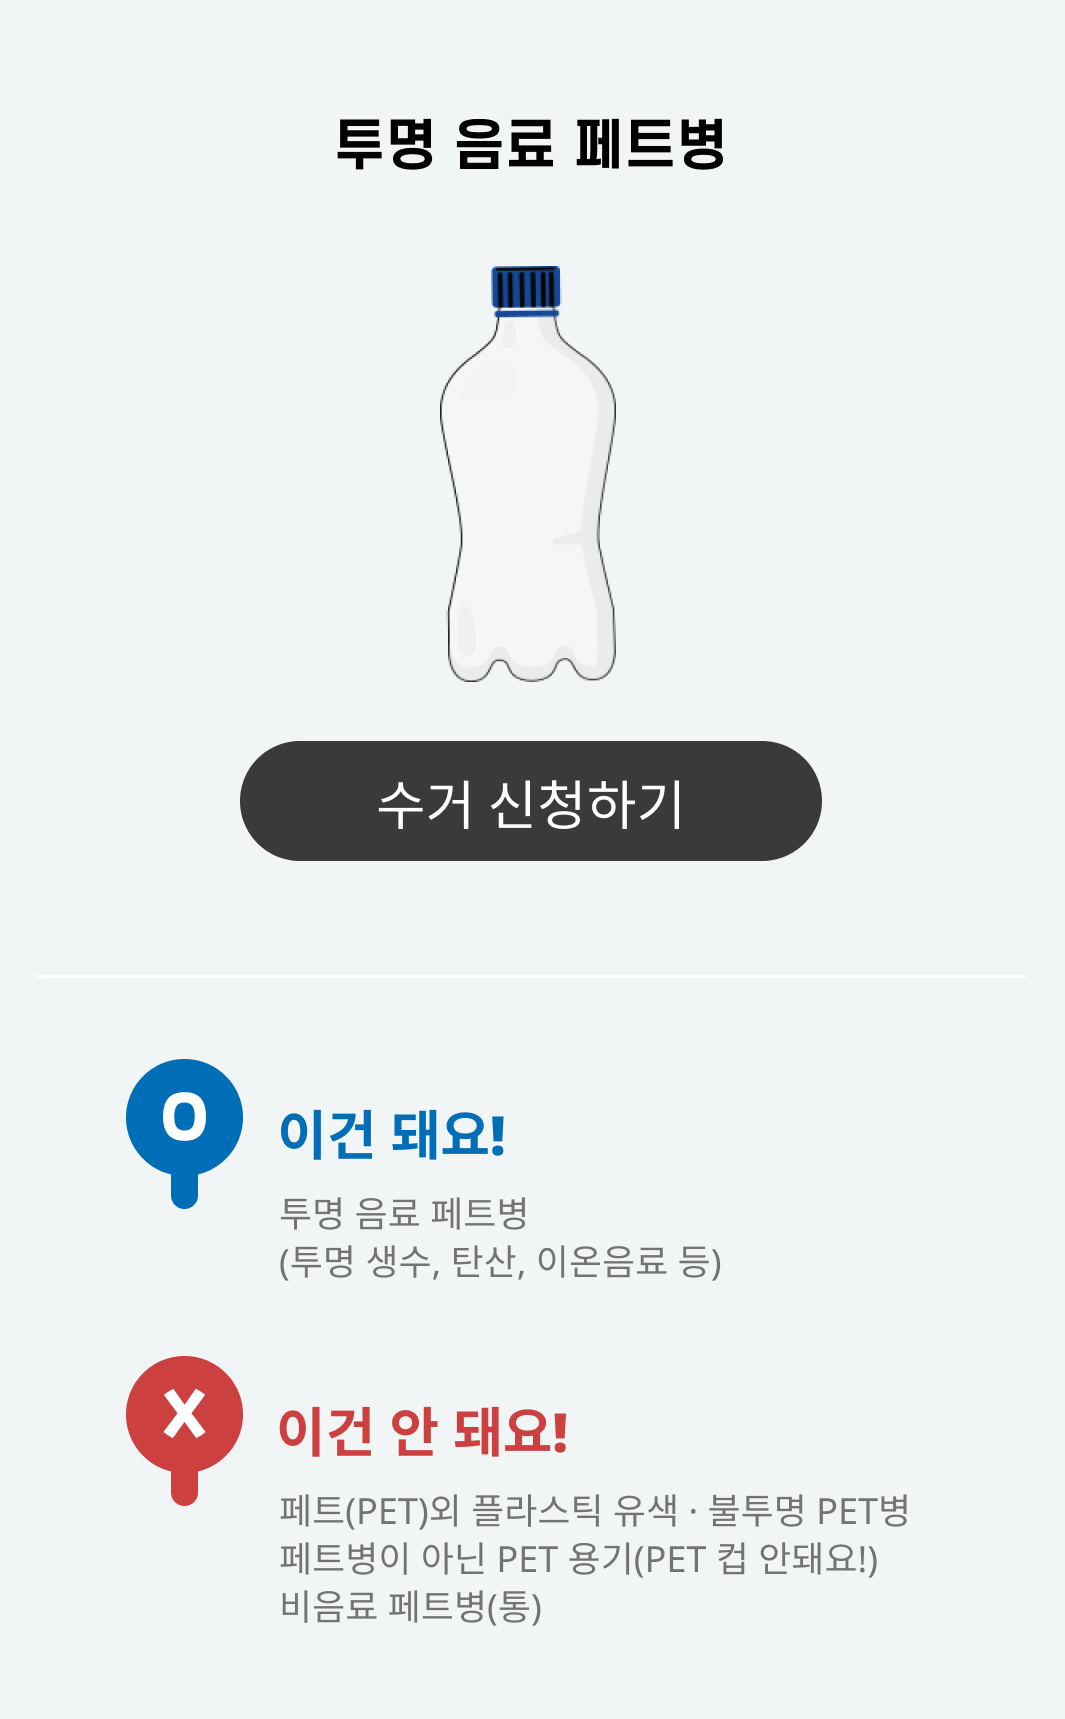 투명 음료 페트병
수거 신청하기
O
이건 돼요!
투명 음료 페트병
(투명 생수, 탄산, 이온음료 등)
X
이건 안 돼요!
페트(PET)외 플라스틱 유색 · 불투명 PET병
페트병이 아닌 PET 용기(PET 컵 안돼요!)
비음료 페트병(통)